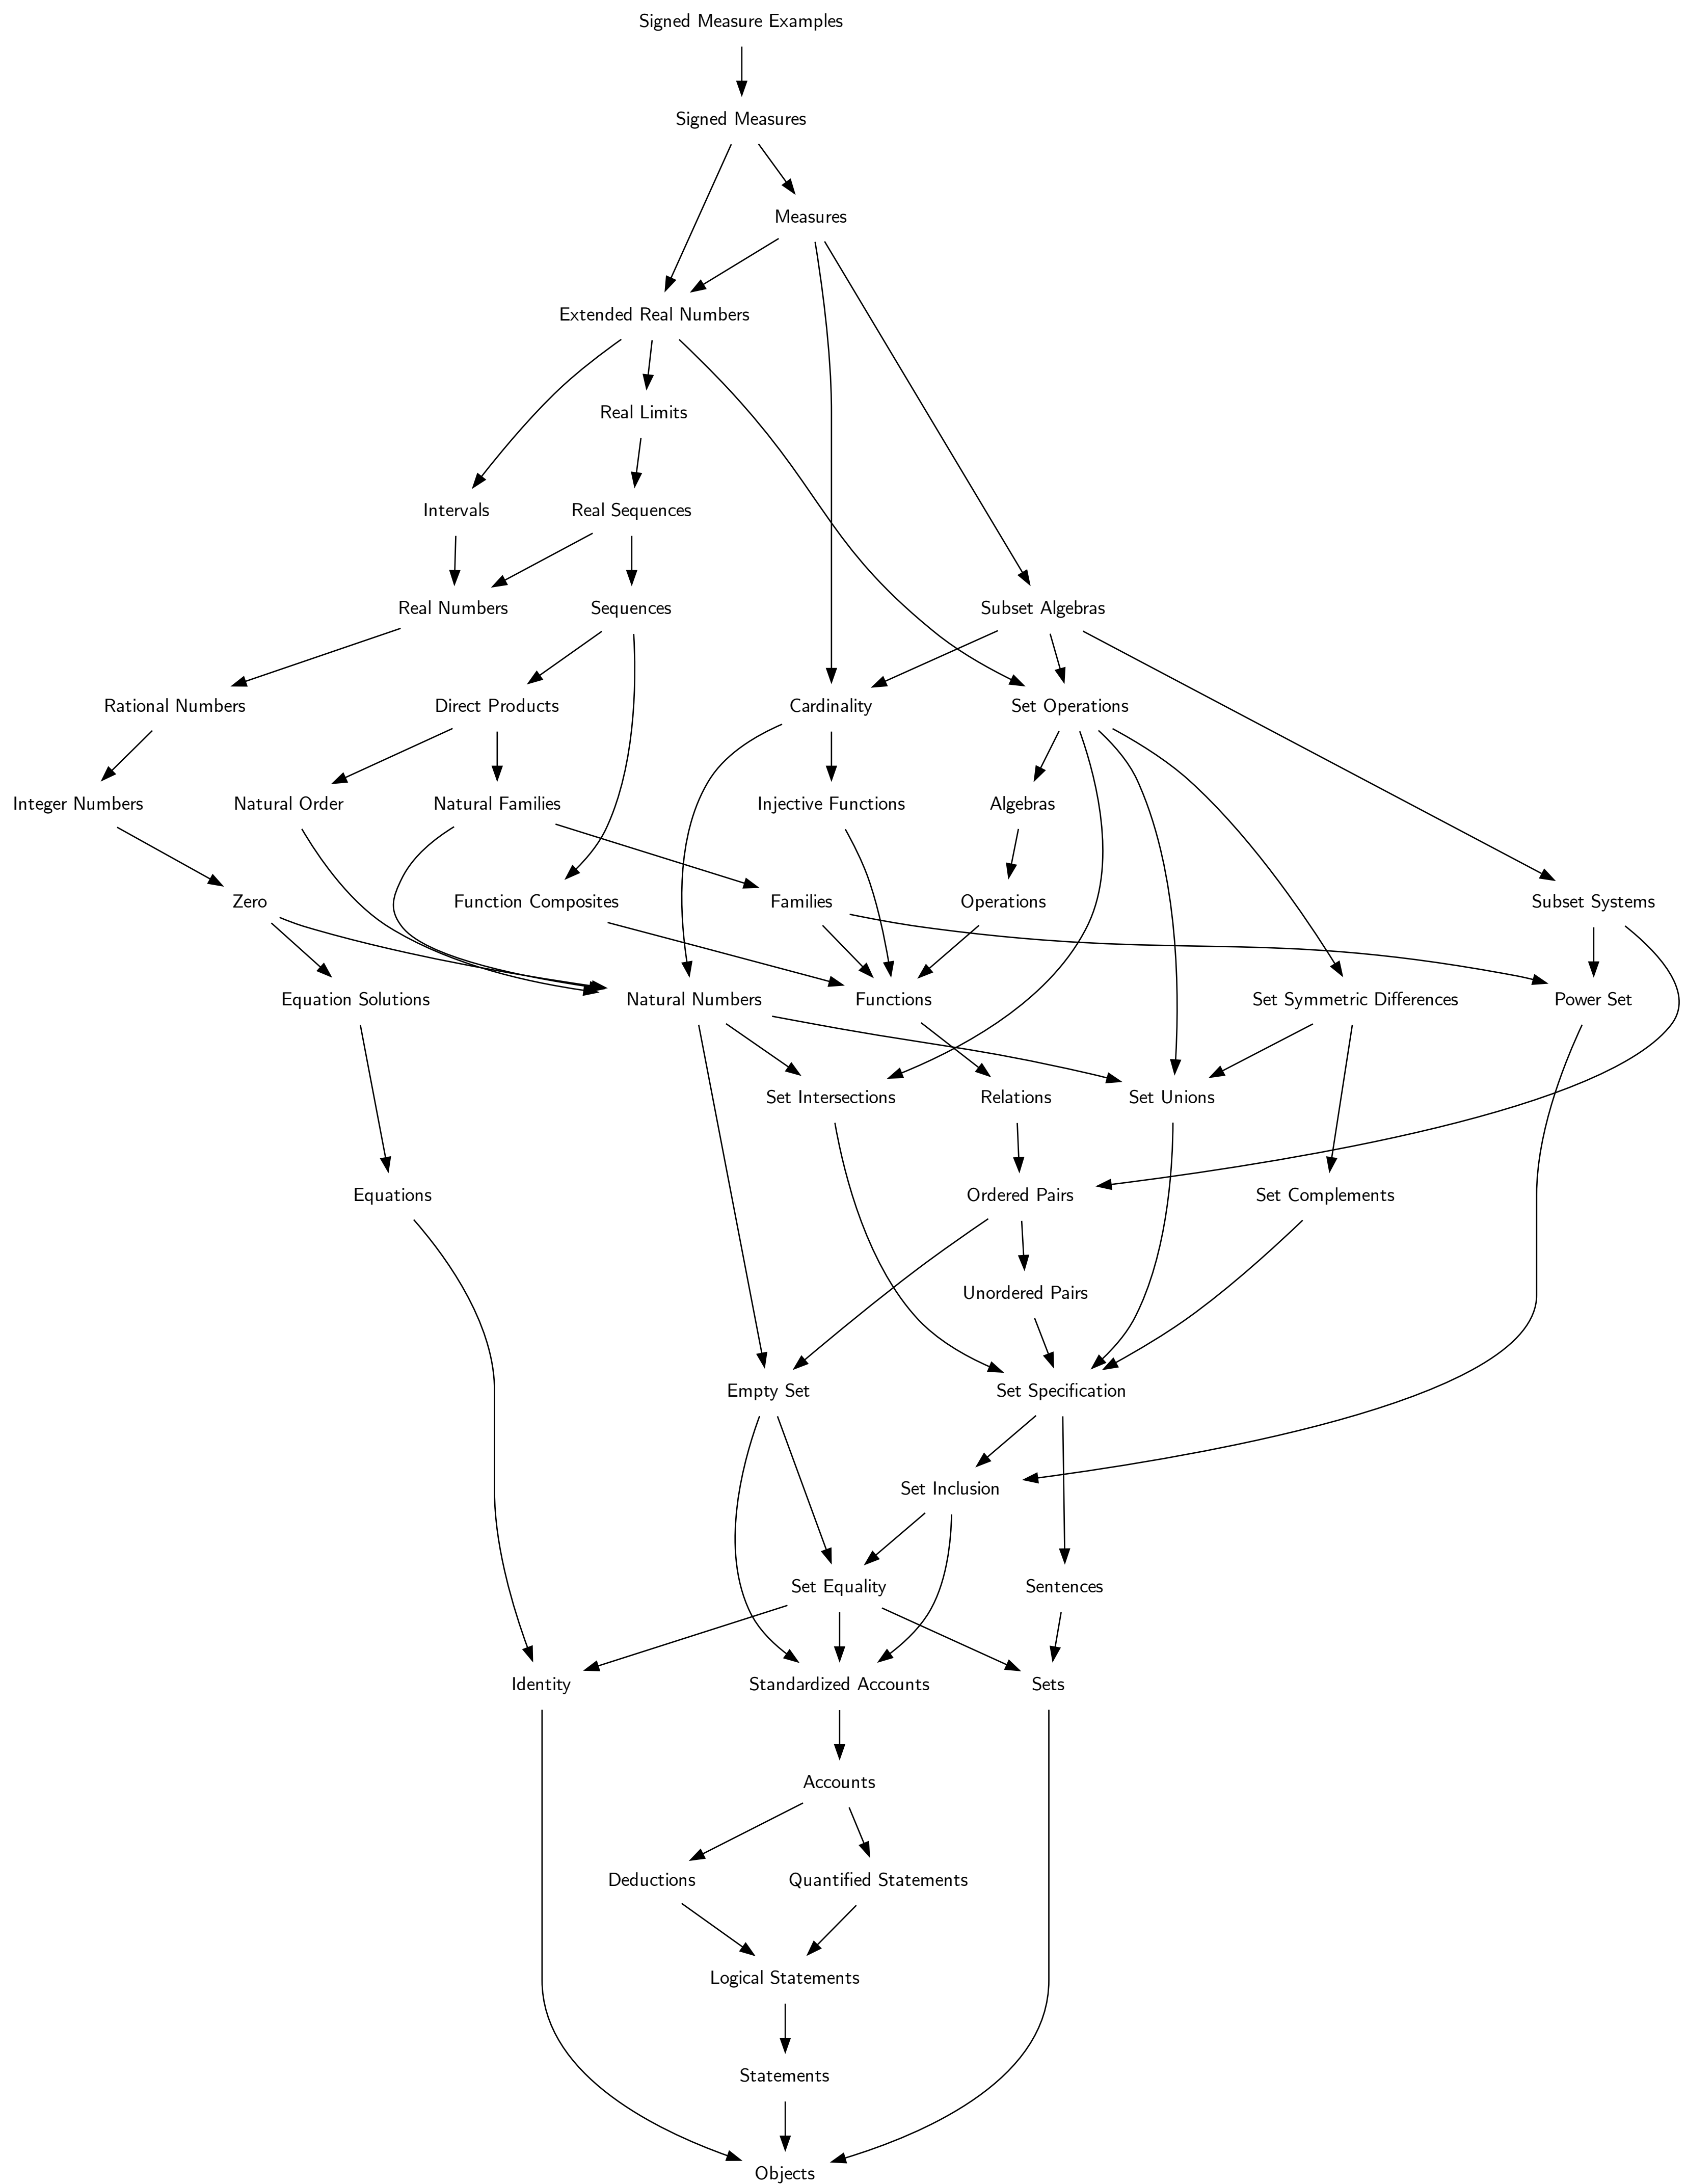 Signed Measure Examples
Signed Measures
Measures
Extended Real Numbers
Real Limits
Intervals
Real Sequences
Real Numbers
Sequences
Subset Algebras
Rational Numbers
Direct Products
Cardinality
Set Operations
Integer Numbers
Natural Order
Natural Families
Injective Functions
Algebras
Zero
Function Composites
Families
Operations
Subset Systems
Equation Solutions
Natural Numbers
Functions
Set Symmetric Differences
Power Set
Set Intersections
Relations
Set Unions
Equations
Ordered Pairs
Set Complements
Unordered Pairs
Empty Set
Set Specification
Set Inclusion
Set Equality
Sentences
Identity
Standardized Accounts
Sets
Accounts
Deductions
Quantified Statements
Logical Statements
Statements
Objects